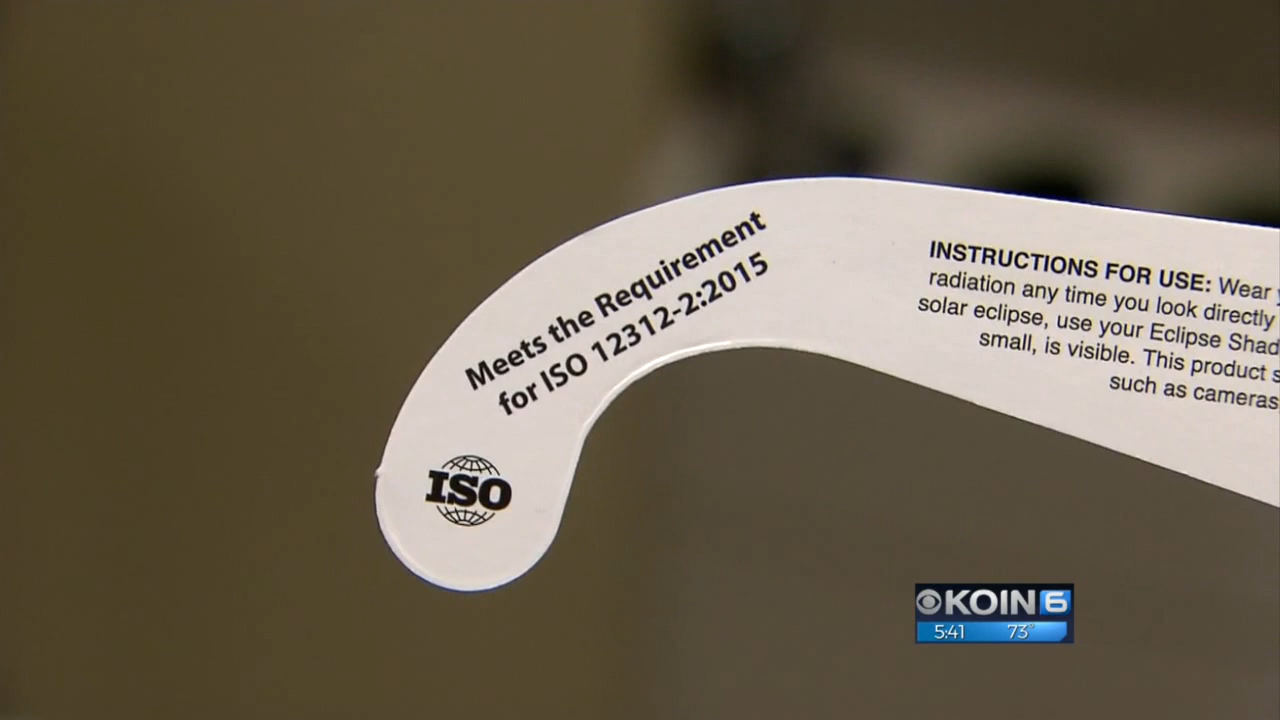 Meets the Requirement
for ISO 12312-2:2015
ISO
INSTRUCTIONS FOR USE: Wear
radiation any time you look directly
solar eclipse, use your Eclipse Shad
small, is visible. This product s
such as cameras
KOIN 6
5:41 73°